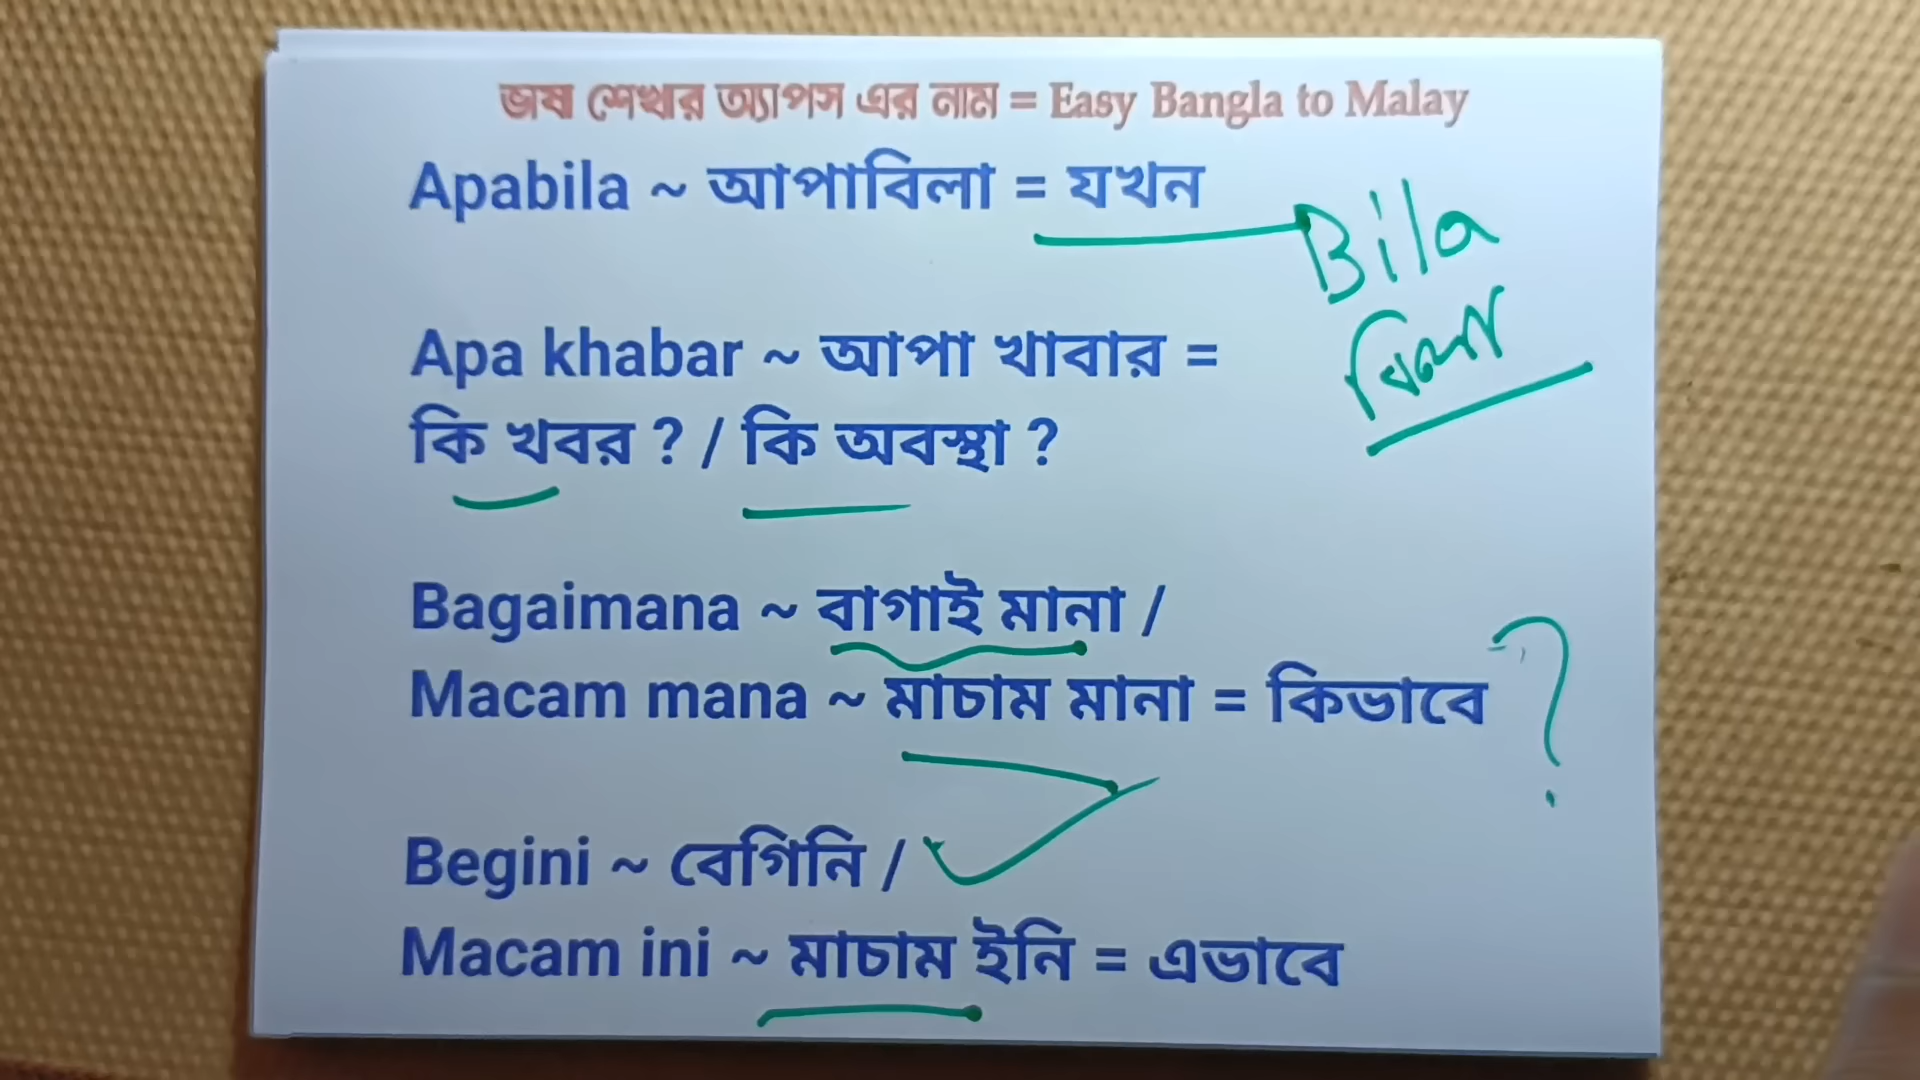 ভাষা শেখার অ্যাপস এর নাম = Easy Bangla to Malay
Apabila ~ আপাবিলা = যখন
Bila
বিলা
Apa khabar ~ আপা খাবার =
কি খবর ? / কি অবস্থা ?
Bagaimana ~ বাগাই মানা /
Macam mana ~ মাচাম মানা = কিভাবে ?
Begini ~ বেগিনি /
Macam ini ~ মাচাম ইনি = এভাবে